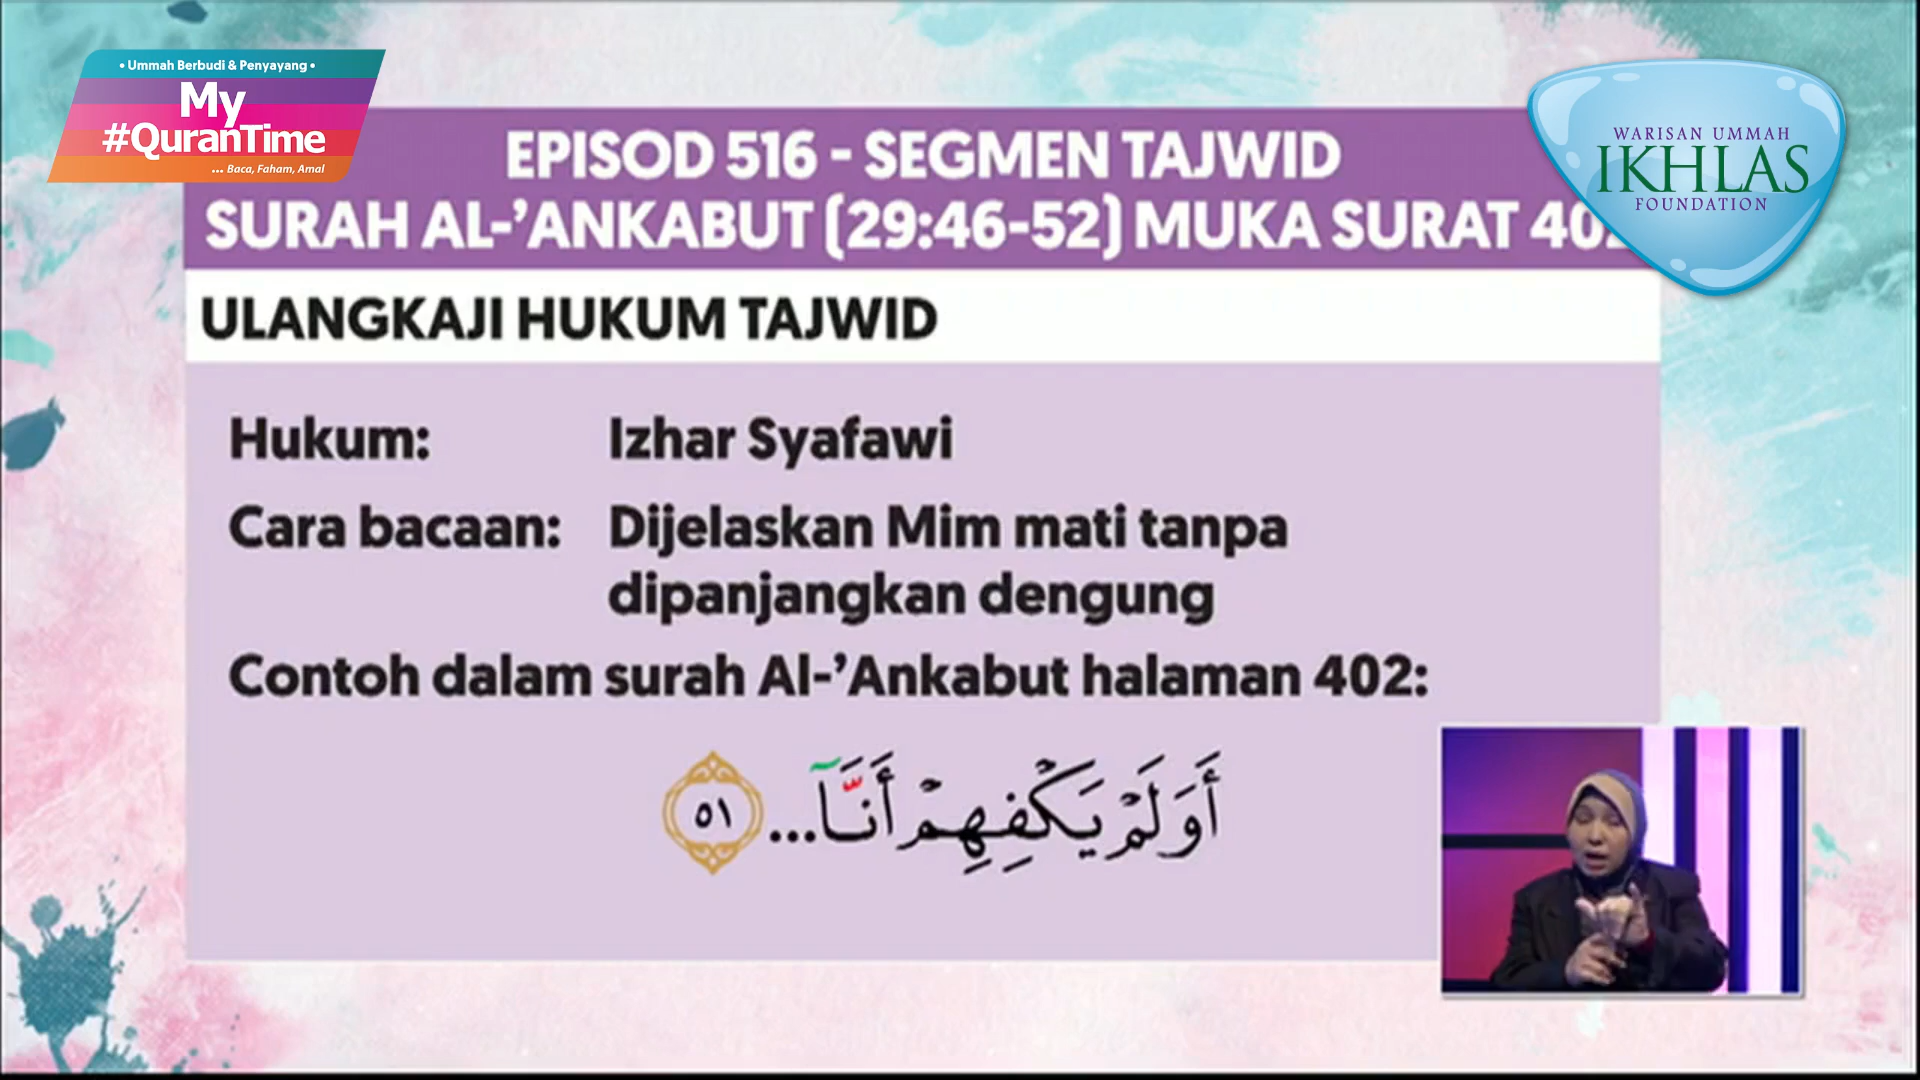 • Ummah Berbudi & Penyayang •
My
#QuranTime
... Baca, Faham, Amal
WARISAN UMMAH
IKHLAS
FOUNDATION
EPISOD 516 - SEGMEN TAJWID
SURAH AL-’ANKABUT (29:46-52) MUKA SURAT 402
ULANGKAJI HUKUM TAJWID
Hukum: Izhar Syafawi
Cara bacaan: Dijelaskan Mim mati tanpa
dipanjangkan dengung
Contoh dalam surah Al-’Ankabut halaman 402:
أَوَلَمْ يَكْفِهِمْ أَنَّآ... ٥١